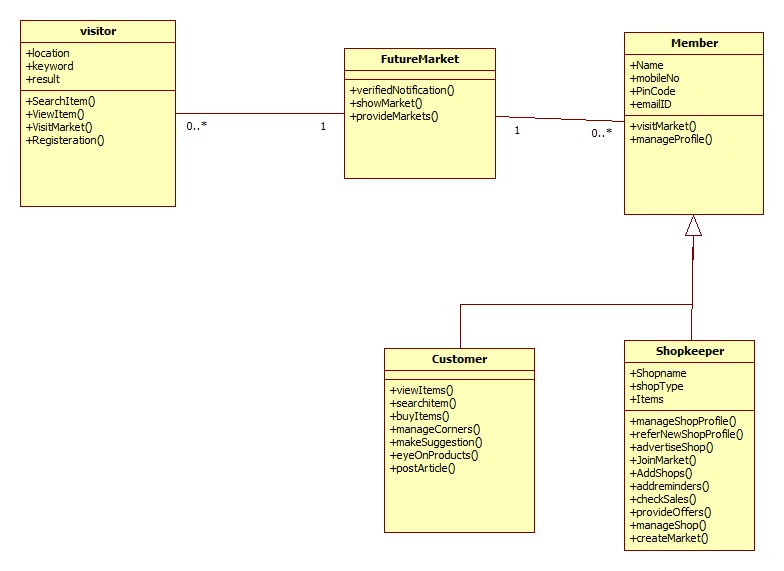 visitor
+location
+keyword
+result
+SearchItem()
+ViewItem()
+VisitMarket()
+Registeration()
0..*
1
FutureMarket
+verifiedNotification()
+showMarket()
+provideMarkets()
1
0..*
Member
+Name
+mobileNo
+PinCode
+emailID
+visitMarket()
+manageProfile()
Customer
+viewItems()
+searchitem()
+buyItems()
+manageCorners()
+makeSuggestion()
+eyeOnProducts()
+postArticle()
Shopkeeper
+Shopname
+shopType
+Items
+manageShopProfile()
+referNewShopProfile()
+advertiseShop()
+JoinMarket()
+AddShops()
+addreminders()
+checkSales()
+provideOffers()
+manageShop()
+createMarket()